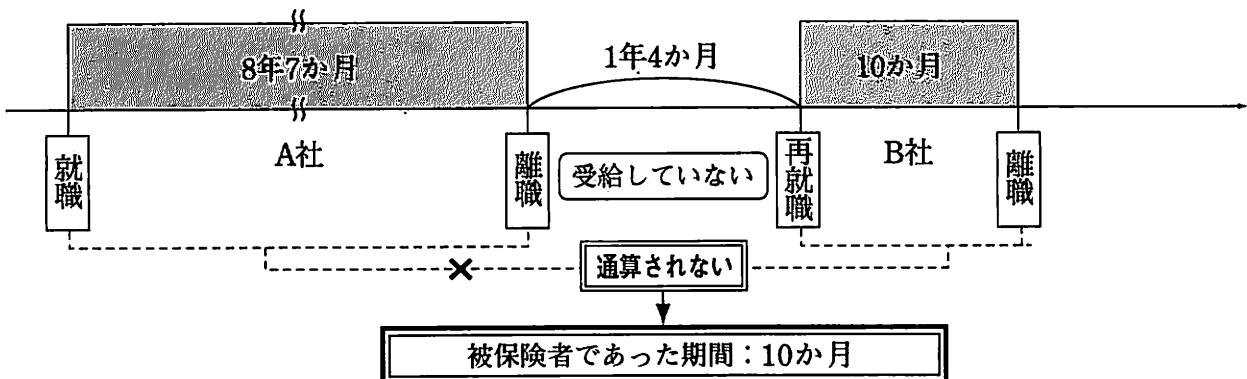 8年7か月
1年4か月
10か月
就職
A社
離職
受給していない
再就職
B社
離職
通算されない
被保険者であった期間：10か月